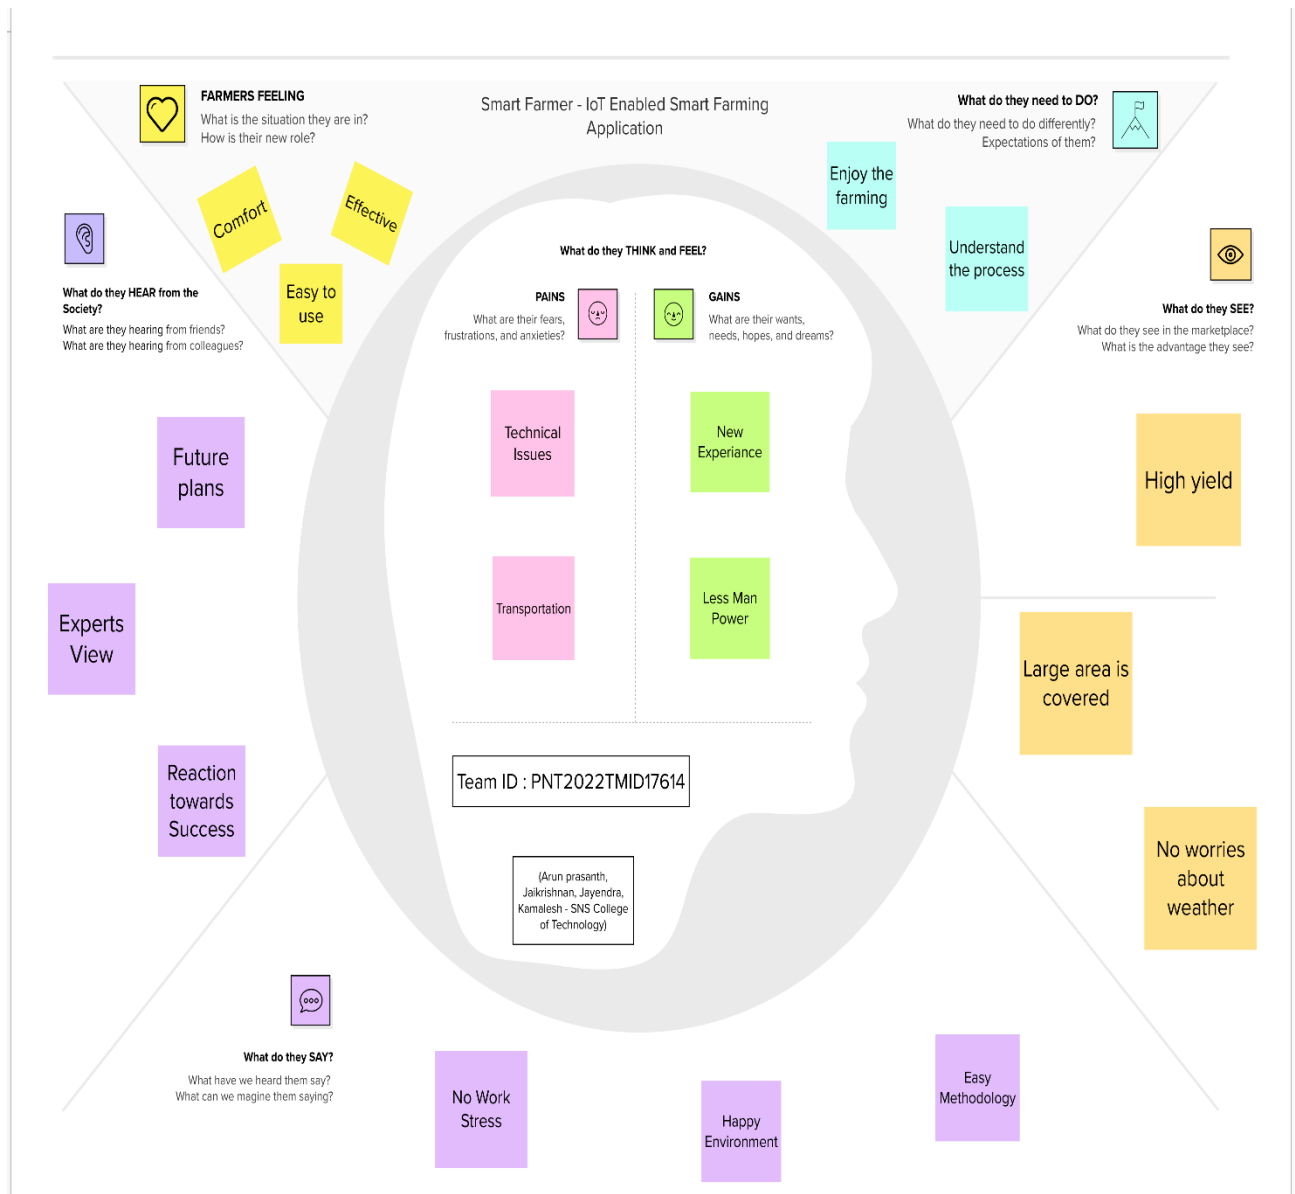 Smart Farmer - IoT Enabled Smart Farming
Application
FARMERS FEELING
What is the situation they are in?
How is their new role?
Comfort
Effective
Easy to
use
What do they need to DO?
What do they need to do differently?
Expectations of them?
Enjoy the
farming
Understand
the process
What do they HEAR from the
Society?
What are they hearing from friends?
What are they hearing from colleagues?
Future
plans
Experts
View
Reaction
towards
Success
What do they THINK and FEEL?
PAINS
What are their fears,
frustrations, and anxieties?
Technical
Issues
Transportation
GAINS
What are their wants,
needs, hopes, and dreams?
New
Experiance
Less Man
Power
What do they SEE?
What do they see in the marketplace?
What is the advantage they see?
High yield
Large area is
covered
No worries
about
weather
Team ID : PNT2022TMID17614
(Arun prasanth,
Jaikrishnan, Jayendra,
Kamalesh - SNS College
of Technology)
What do they SAY?
What have we heard them say?
What can we magine them saying?
No Work
Stress
Happy
Environment
Easy
Methodology